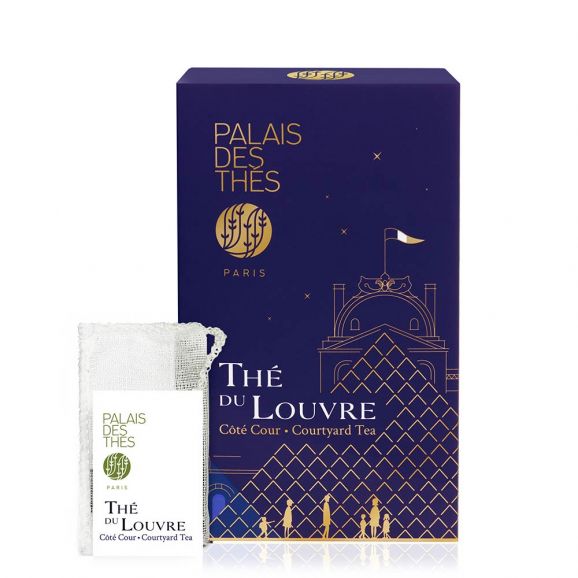 PALAIS
DES
THÉS
PARIS
THÉ
DU LOUVRE
Côté Cour • Courtyard Tea
PALAIS
DES
THÉS
PARIS
THÉ
DU LOUVRE
Côté Cour • Courtyard Tea